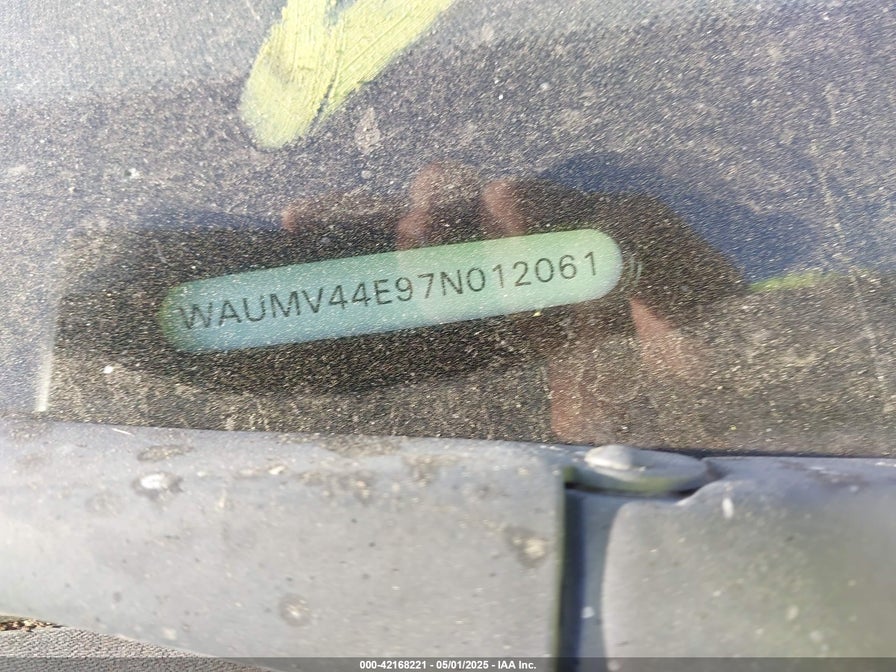 WAUMV44E97N012061
000-42168221 - 05/01/2025 - IAA Inc.